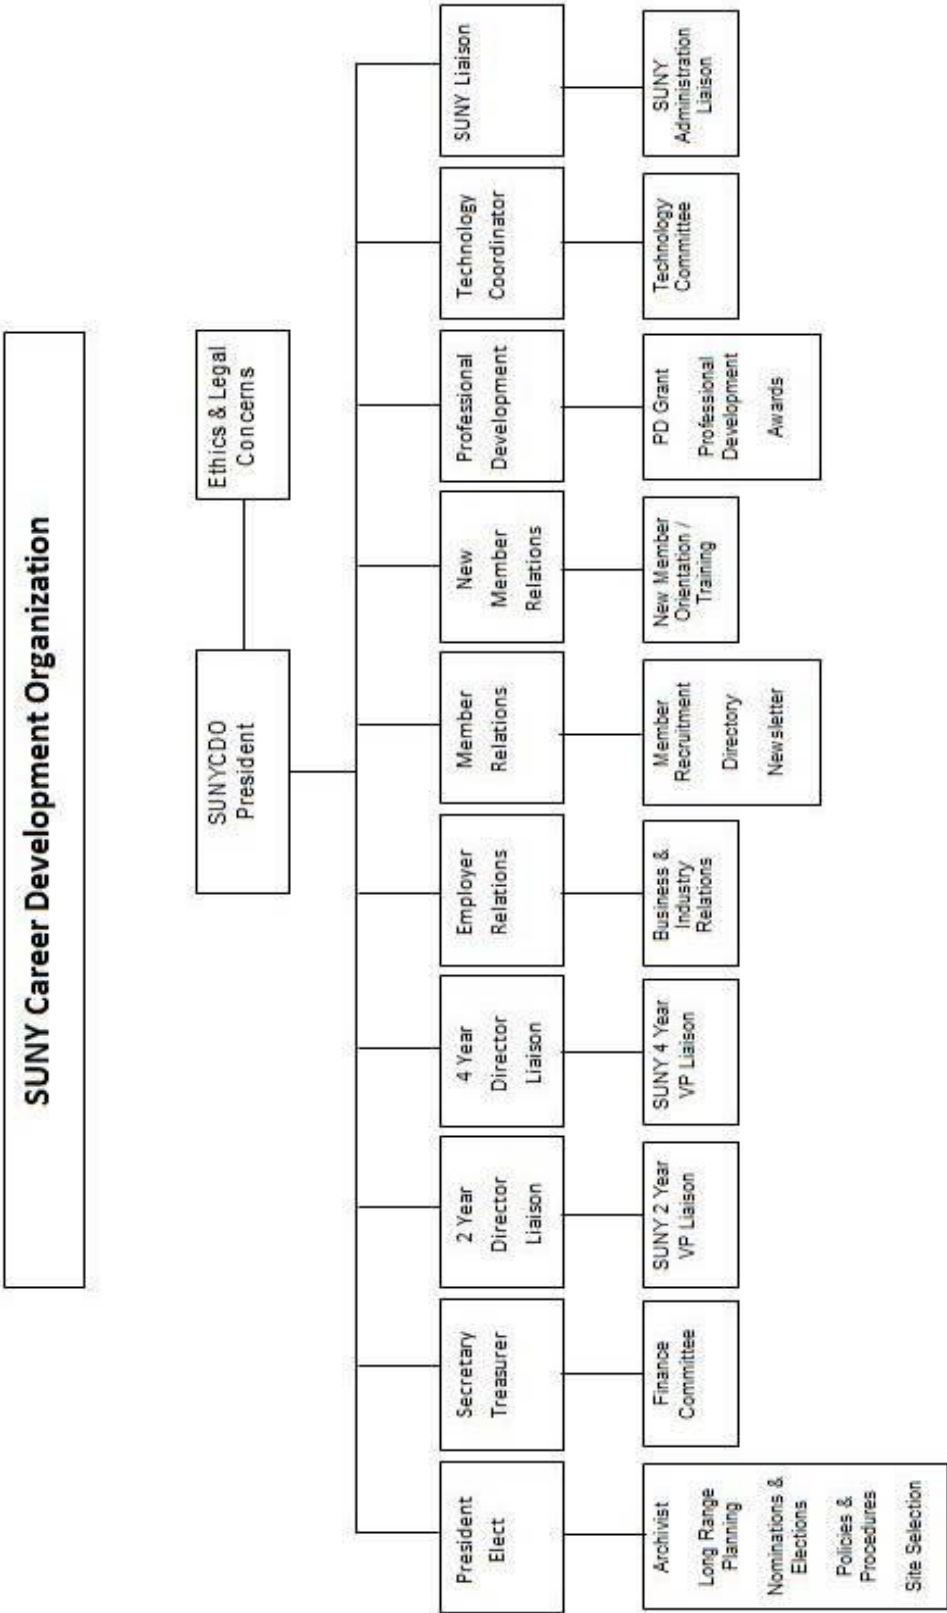 SUNY Career Development Organization
SUNYCDO
President
Ethics & Legal
Concerns
President
Elect
Secretary
Treasurer
2 Year
Director
Liaison
4 Year
Director
Liaison
Employer
Relations
Member
Relations
New
Member
Relations
Professional
Development
Technology
Coordinator
SUNY Liaison
Archivist
Long Range
Planning
Nominations &
Elections
Policies &
Procedures
Site Selection
Finance
Committee
SUNY 2 Year
VP Liaison
SUNY 4 Year
VP Liaison
Business &
Industry
Relations
Member
Recruitment
Directory
Newsletter
New Member
Orientation /
Training
PD Grant
Professional
Development
Awards
Technology
Committee
SUNY
Administration
Liaison